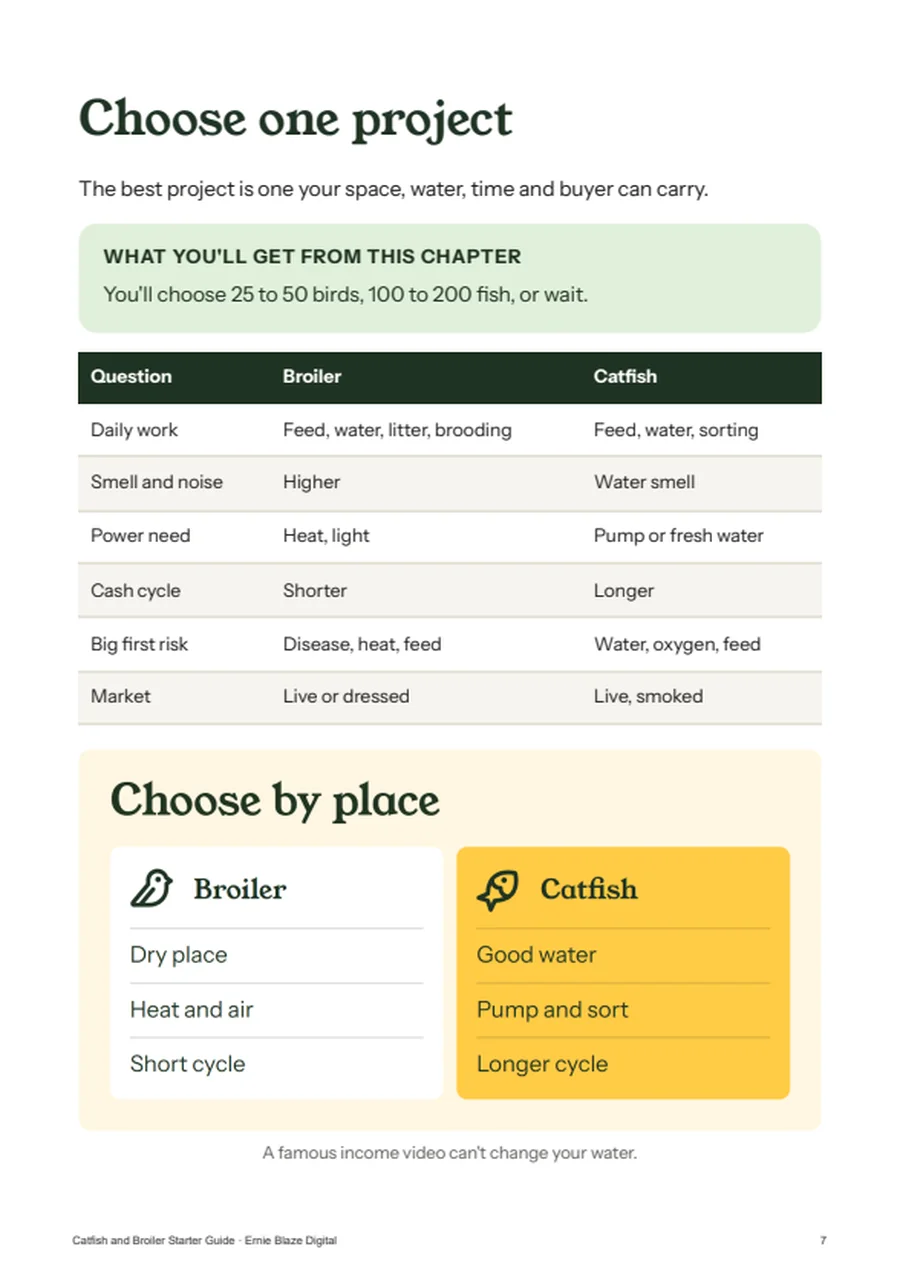 Choose one project
The best project is one your space, water, time and buyer can carry.
WHAT YOU'LL GET FROM THIS CHAPTER
You'll choose 25 to 50 birds, 100 to 200 fish, or wait.
Question Broiler Catfish
Daily work Feed, water, litter, brooding Feed, water, sorting
Smell and noise Higher Water smell
Power need Heat, light Pump or fresh water
Cash cycle Shorter Longer
Big first risk Disease, heat, feed Water, oxygen, feed
Market Live or dressed Live, smoked
Choose by place
Broiler
Dry place
Heat and air
Short cycle
Catfish
Good water
Pump and sort
Longer cycle
A famous income video can't change your water.
Catfish and Broiler Starter Guide · Ernie Blaze Digital 7